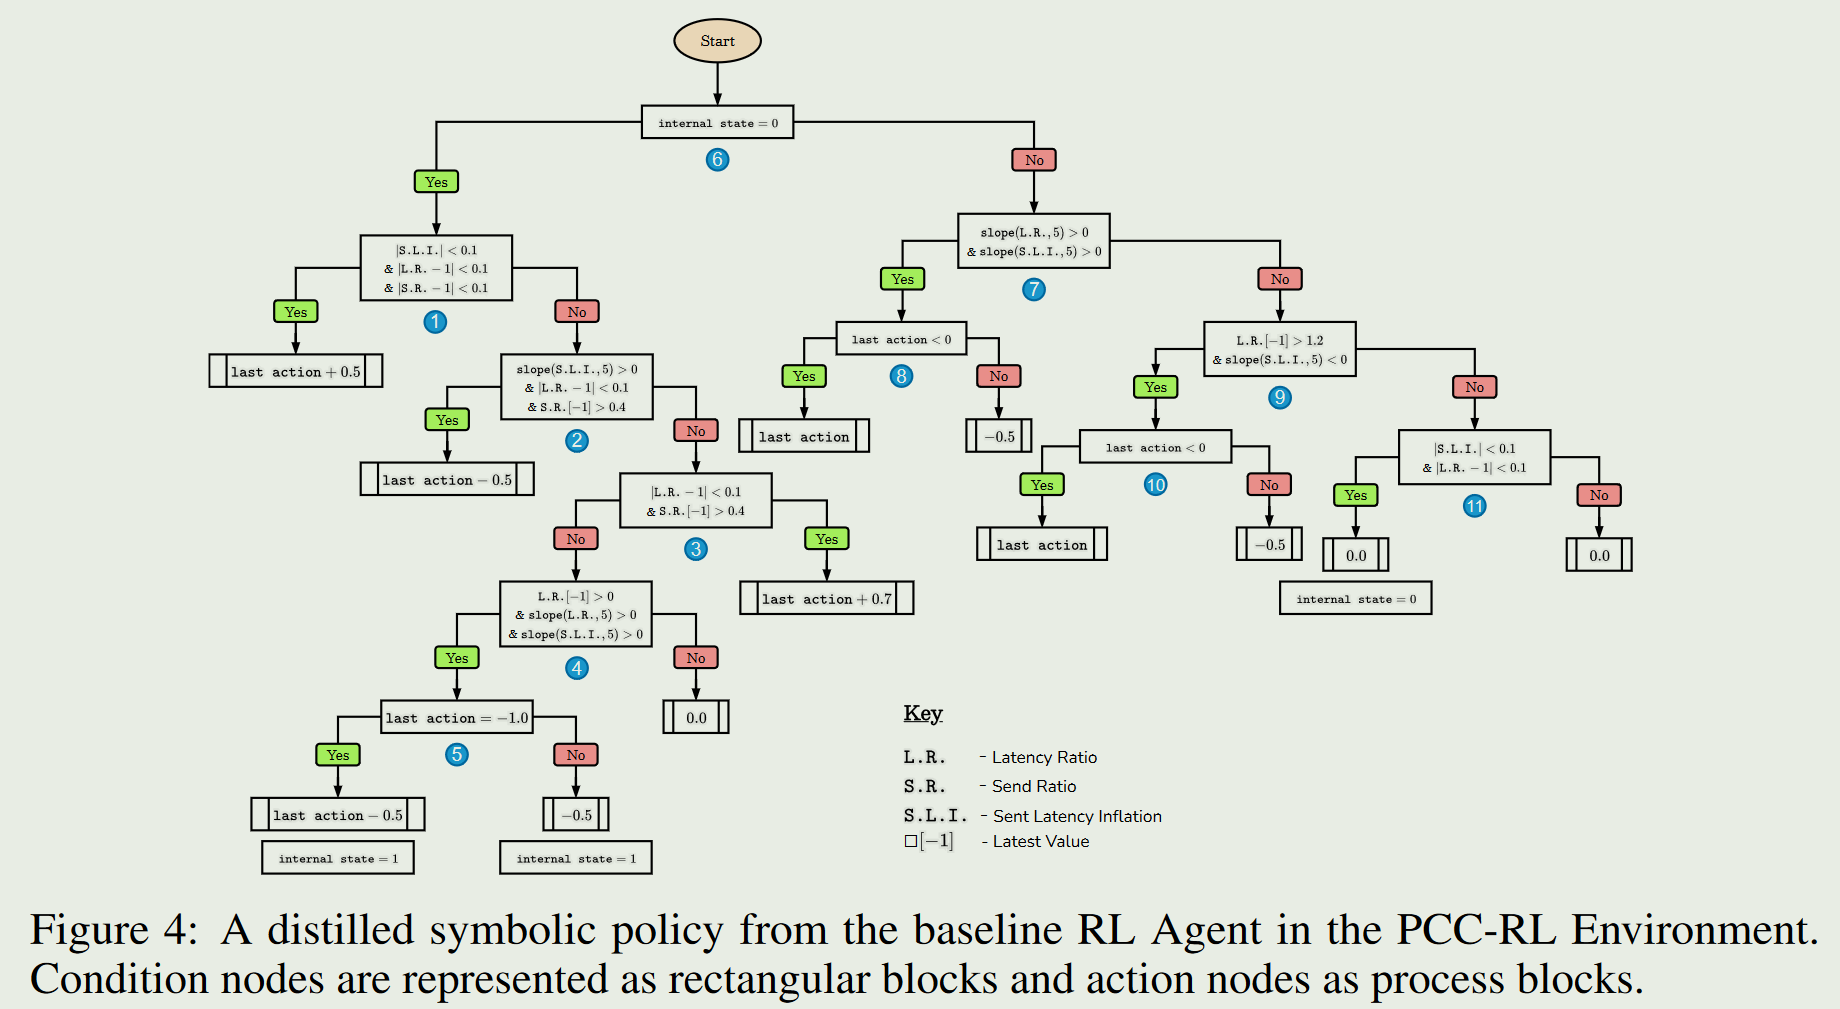 Start
internal state = 0
6
Yes
No
|S.L.I.| < 0.1
& |L.R. − 1| < 0.1
& |S.R. − 1| < 0.1
1
slope(L.R., 5) > 0
& slope(S.L.I., 5) > 0
7
Yes
No
Yes
No
last action + 0.5
slope(S.L.I., 5) > 0
& |L.R. − 1| < 0.1
& S.R.[−1] > 0.4
2
last action < 0
8
L.R.[−1] > 1.2
& slope(S.L.I., 5) < 0
9
Yes
No
Yes
No
Yes
No
last action − 0.5
|L.R. − 1| < 0.1
& S.R.[−1] > 0.4
3
last action
−0.5
last action < 0
10
|S.L.I.| < 0.1
& |L.R. − 1| < 0.1
11
No
Yes
Yes
No
Yes
No
L.R.[−1] > 0
& slope(L.R., 5) > 0
& slope(S.L.I., 5) > 0
4
last action + 0.7
last action
−0.5
0.0
internal state = 0
0.0
Yes
No
last action = −1.0
5
0.0
Yes
No
last action − 0.5
internal state = 1
−0.5
internal state = 1
Key
L.R. - Latency Ratio
S.R. - Send Ratio
S.L.I. - Sent Latency Inflation
□[−1] - Latest Value
Figure 4: A distilled symbolic policy from the baseline RL Agent in the PCC-RL Environment.
Condition nodes are represented as rectangular blocks and action nodes as process blocks.